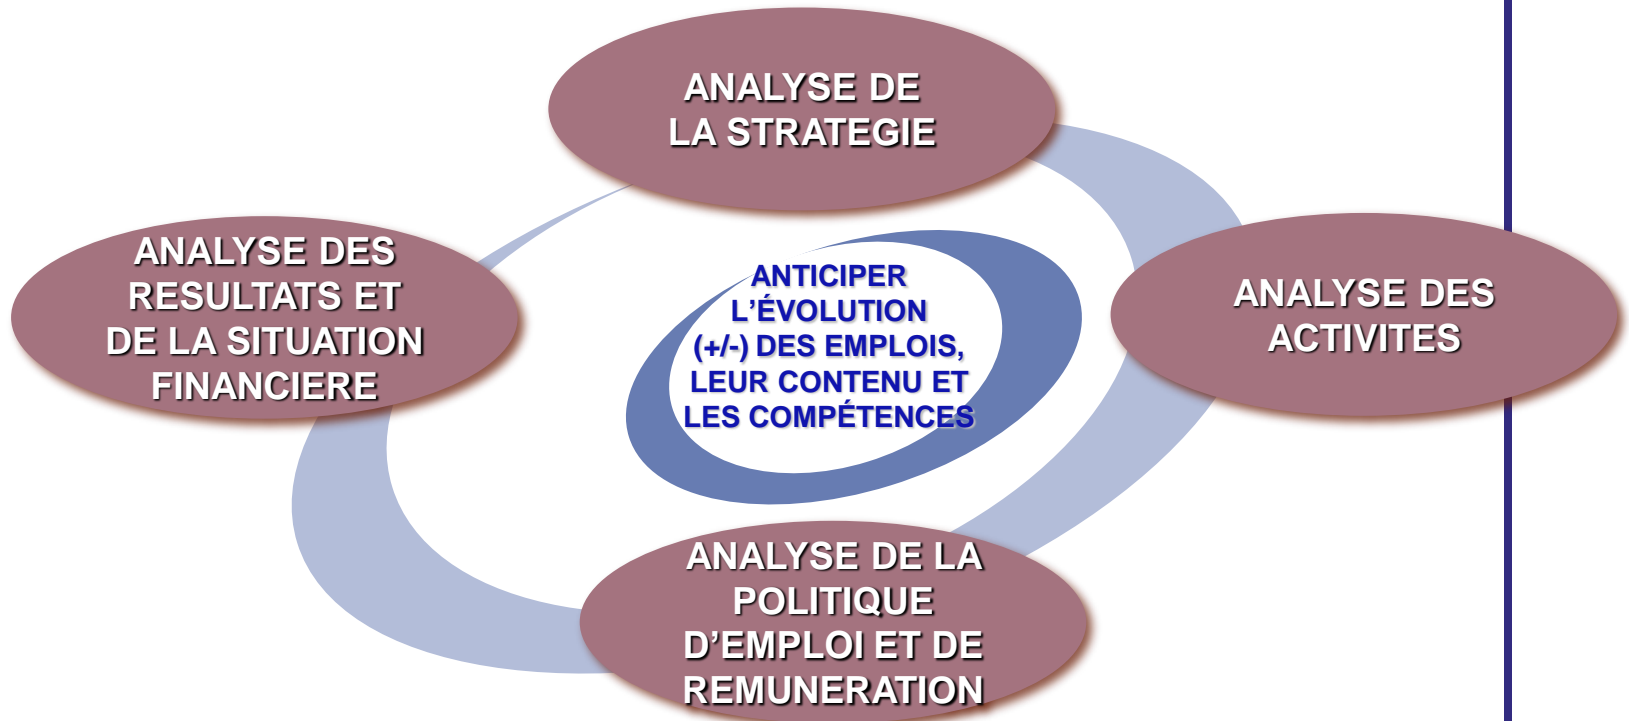 ANALYSE DE
LA STRATEGIE
ANALYSE DES
RESULTATS ET
DE LA SITUATION
FINANCIERE
ANTICIPER
L’ÉVOLUTION
(+/-) DES EMPLOIS,
LEUR CONTENU ET
LES COMPÉTENCES
ANALYSE DES
ACTIVITES
ANALYSE DE LA
POLITIQUE
D’EMPLOI ET DE
REMUNERATION